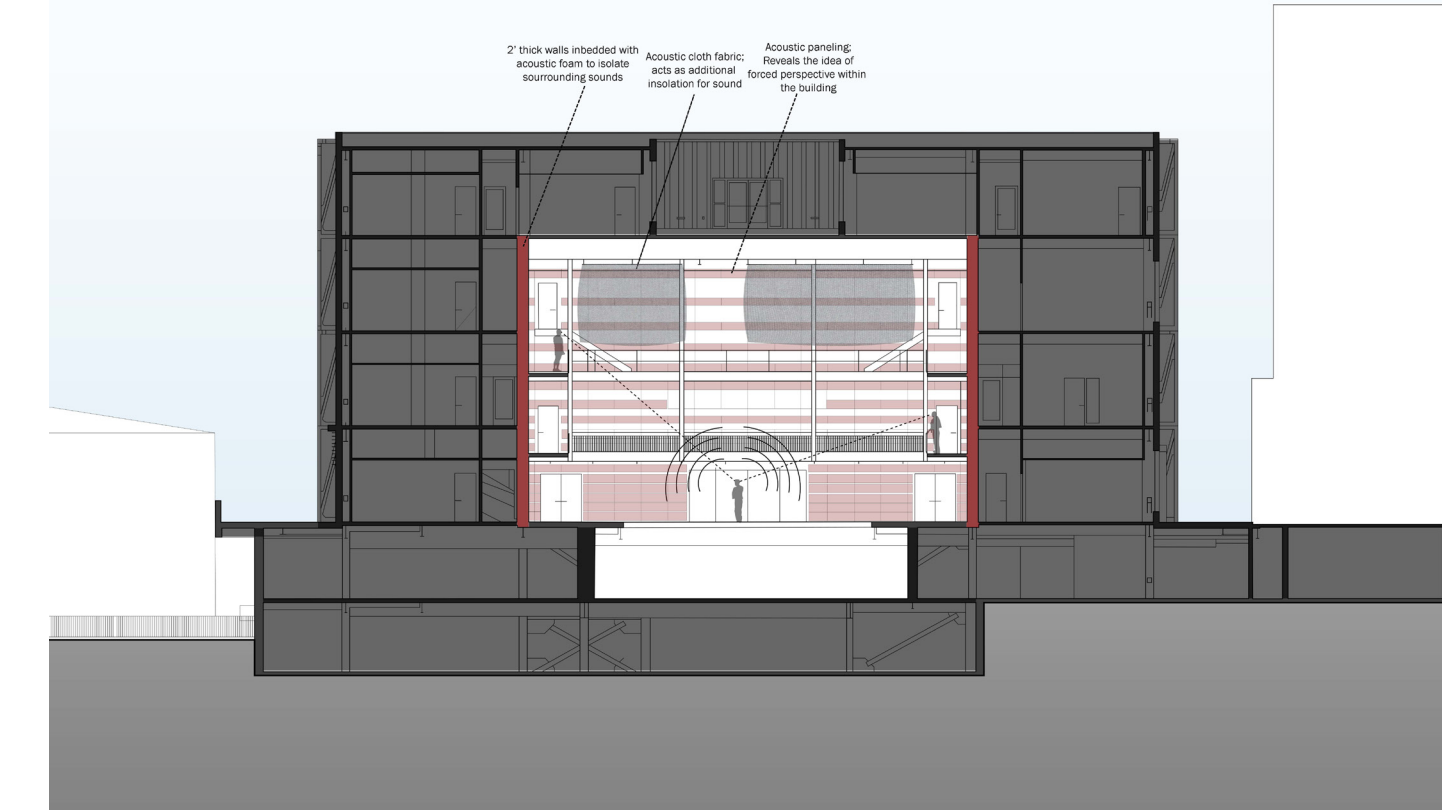 2' thick walls inbedded with
acoustic foam to isolate
sourrounding sounds
Acoustic cloth fabric;
acts as additional
insolation for sound
Acoustic paneling;
Reveals the idea of
forced perspective within
the building